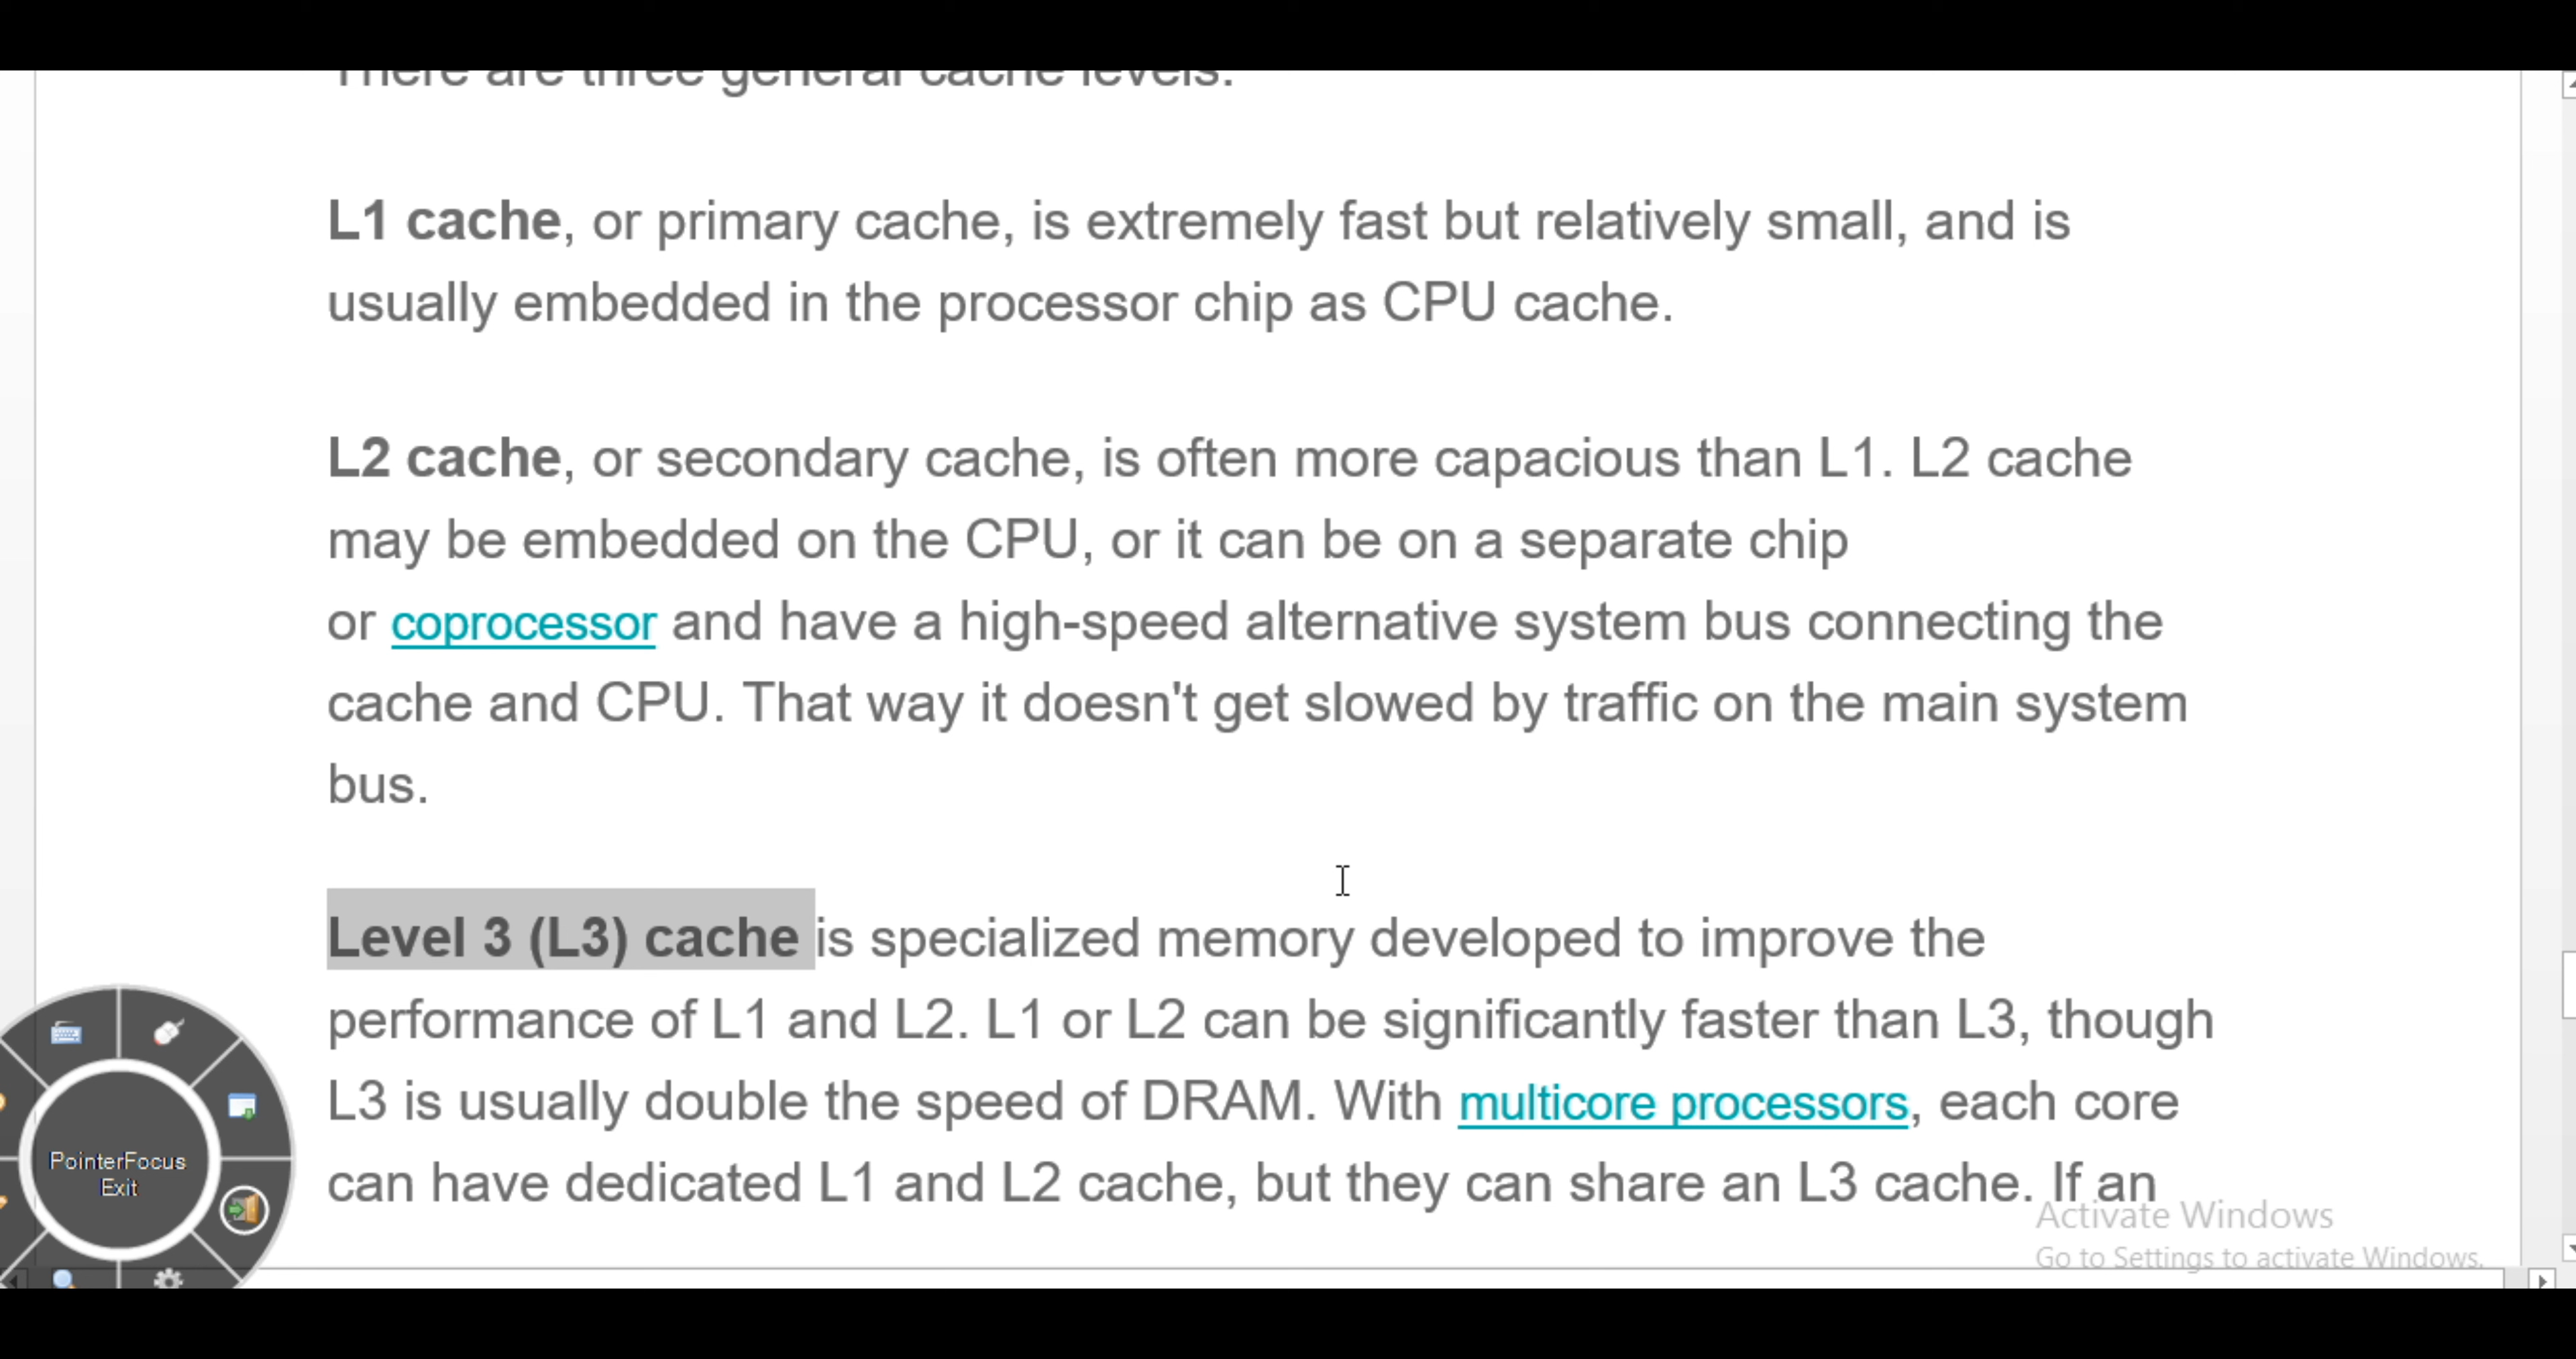 There are three general cache levels:
L1 cache, or primary cache, is extremely fast but relatively small, and is
usually embedded in the processor chip as CPU cache.
L2 cache, or secondary cache, is often more capacious than L1. L2 cache
may be embedded on the CPU, or it can be on a separate chip
or coprocessor and have a high-speed alternative system bus connecting the
cache and CPU. That way it doesn't get slowed by traffic on the main system
bus.
Level 3 (L3) cache is specialized memory developed to improve the
performance of L1 and L2. L1 or L2 can be significantly faster than L3, though
L3 is usually double the speed of DRAM. With multicore processors, each core
can have dedicated L1 and L2 cache, but they can share an L3 cache. If an
PointerFocus
Exit
Activate Windows
Go to Settings to activate Windows.